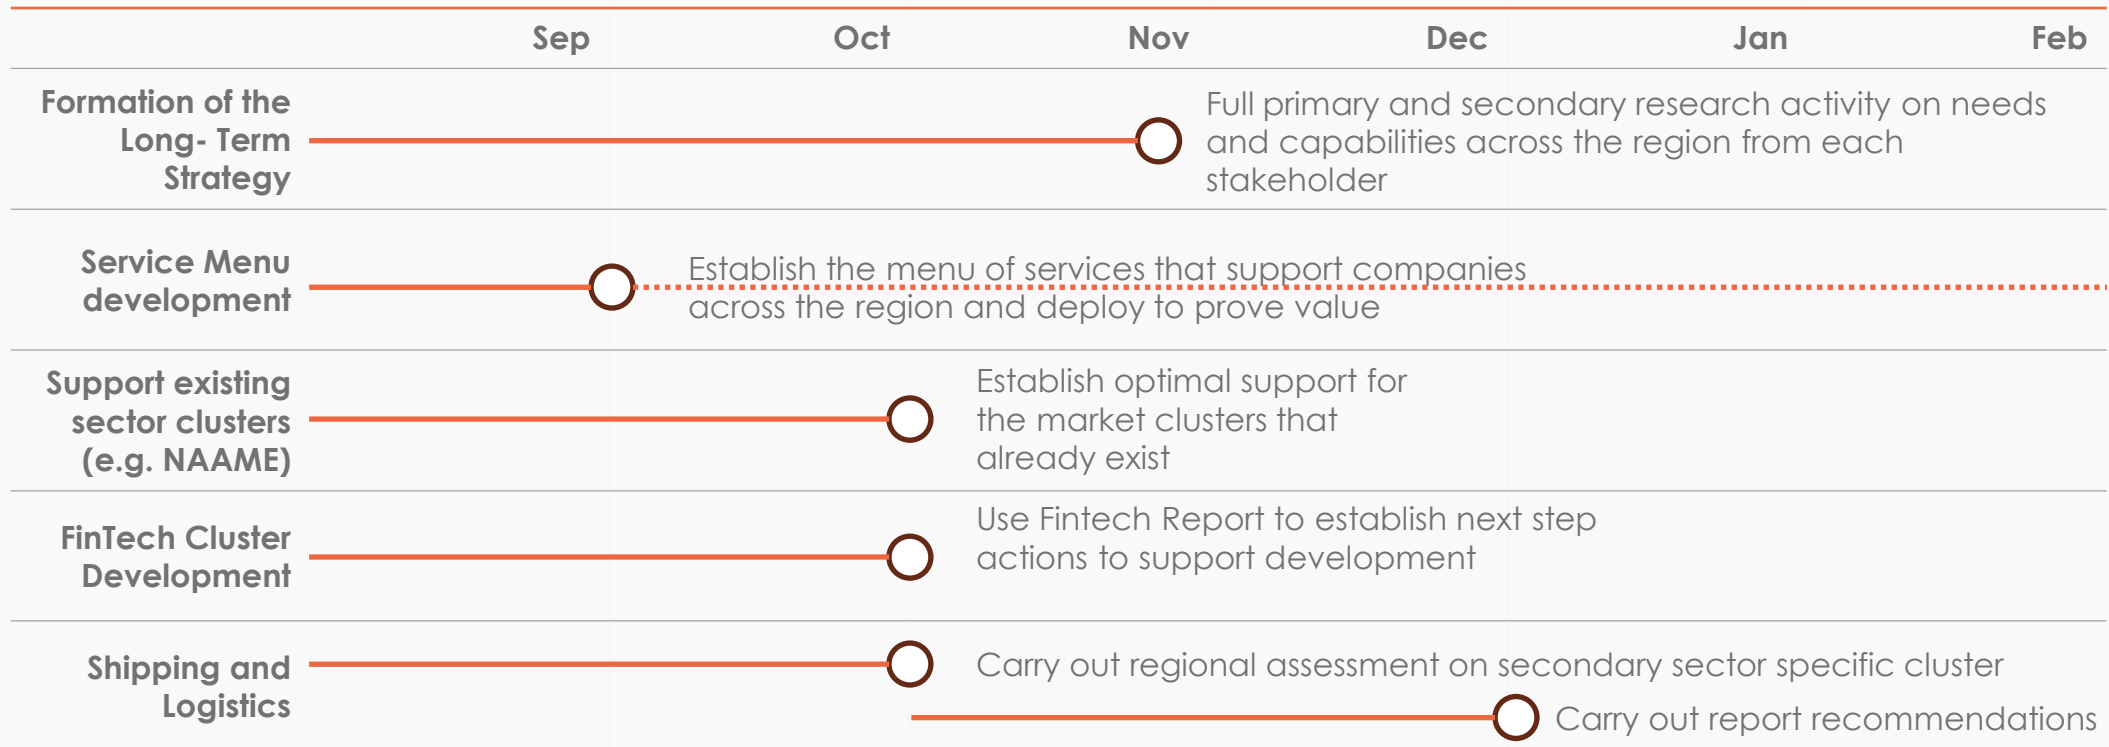 Sep Oct Nov Dec Jan Feb
Formation of the
Long- Term
Strategy
Full primary and secondary research activity on needs
and capabilities across the region from each
stakeholder
Service Menu
development
Establish the menu of services that support companies
across the region and deploy to prove value
Support existing
sector clusters
(e.g. NAAME)
Establish optimal support for
the market clusters that
already exist
FinTech Cluster
Development
Use Fintech Report to establish next step
actions to support development
Shipping and
Logistics
Carry out regional assessment on secondary sector specific cluster
Carry out report recommendations